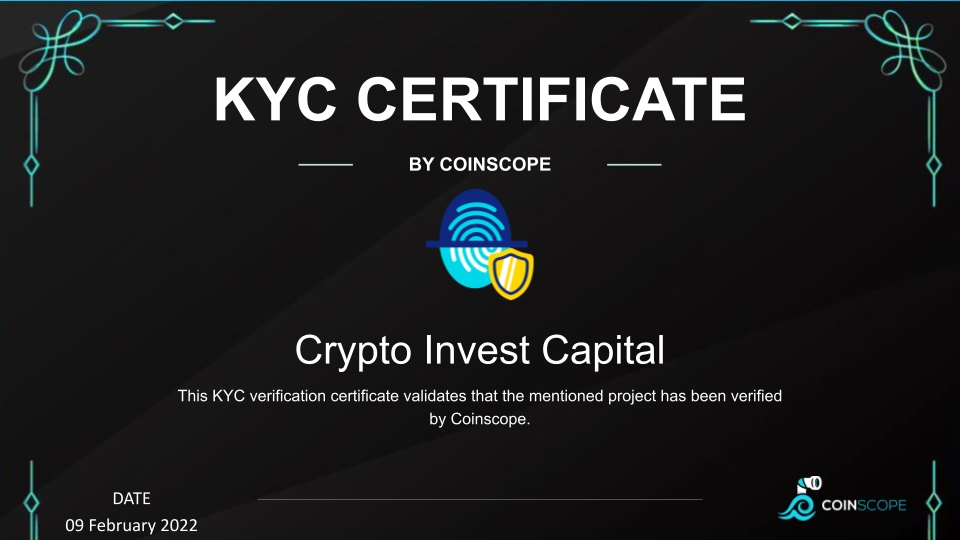 KYC CERTIFICATE
BY COINSCOPE
Crypto Invest Capital
This KYC verification certificate validates that the mentioned project has been verified
by Coinscope.
DATE
09 February 2022
COINSCOPE